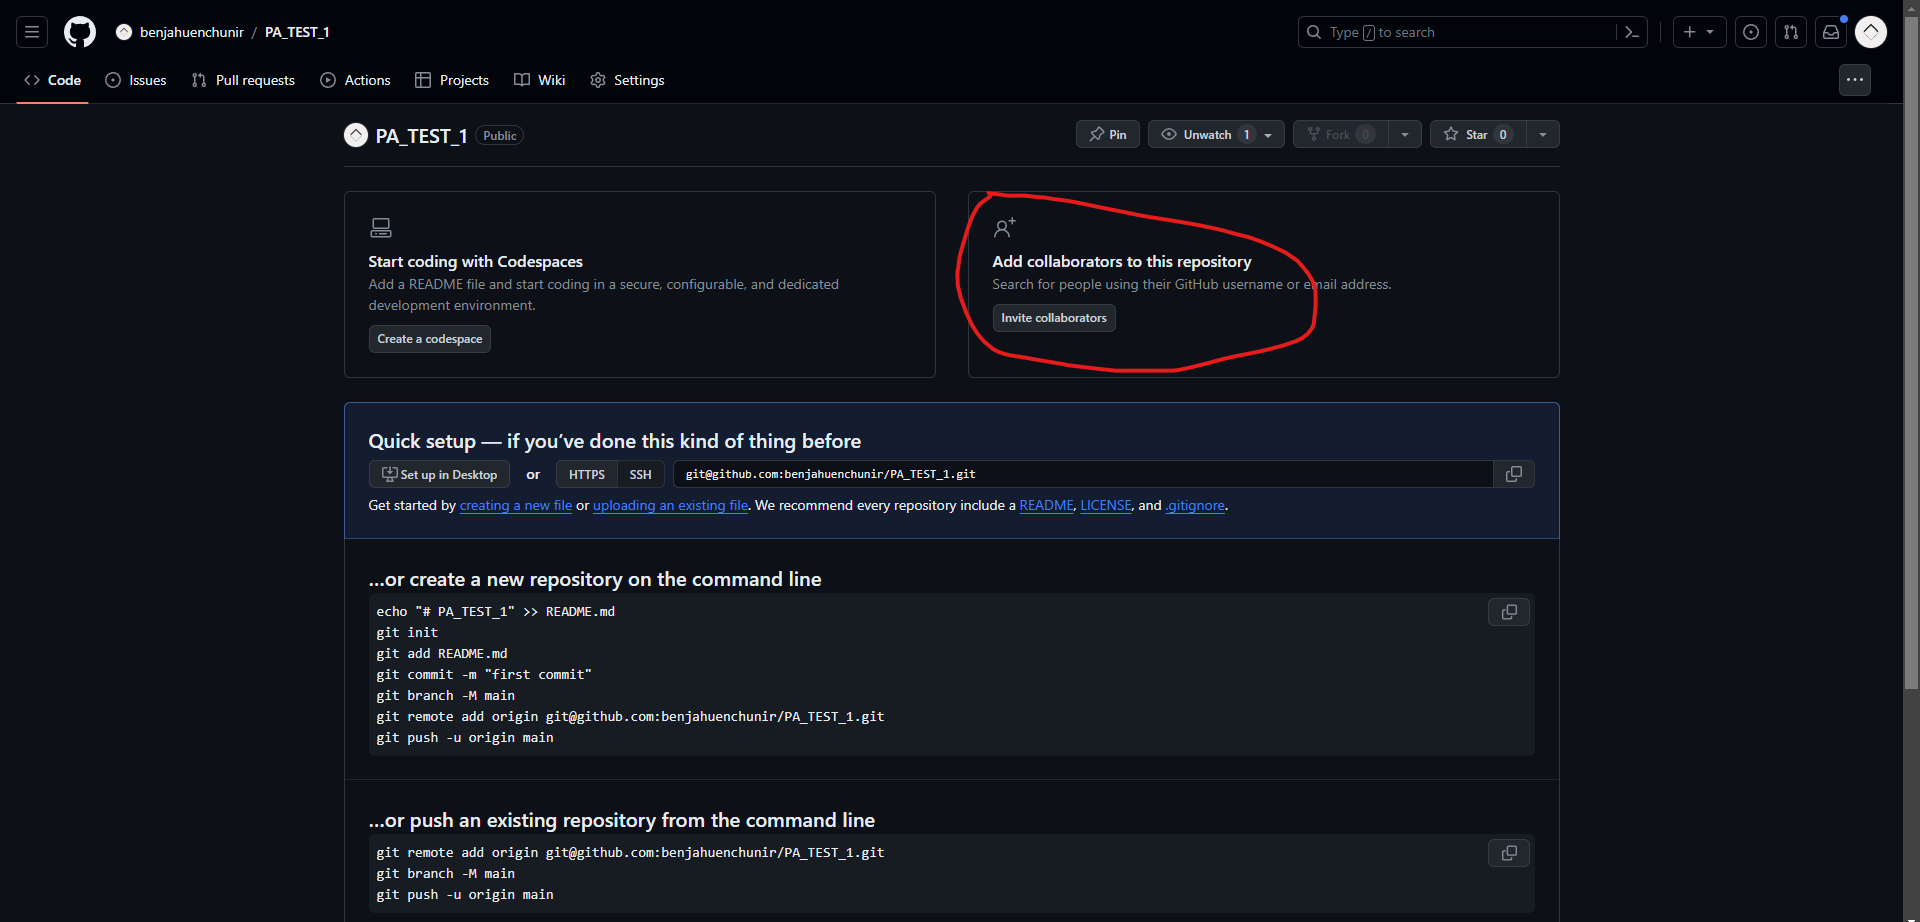 benjahuenchunir / PA_TEST_1
Type / to search
Code Issues Pull requests Actions Projects Wiki Settings
PA_TEST_1 Public
Pin Unwatch 1 Fork 0 Star 0
Start coding with Codespaces
Add a README file and start coding in a secure, configurable, and dedicated
development environment.
Create a codespace
Add collaborators to this repository
Search for people using their GitHub username or email address.
Invite collaborators
Quick setup — if you’ve done this kind of thing before
Set up in Desktop or HTTPS SSH git@github.com:benjahuenchunir/PA_TEST_1.git
Get started by creating a new file or uploading an existing file. We recommend every repository include a README, LICENSE, and .gitignore.
…or create a new repository on the command line
echo "# PA_TEST_1" >> README.md
git init
git add README.md
git commit -m "first commit"
git branch -M main
git remote add origin git@github.com:benjahuenchunir/PA_TEST_1.git
git push -u origin main
…or push an existing repository from the command line
git remote add origin git@github.com:benjahuenchunir/PA_TEST_1.git
git branch -M main
git push -u origin main